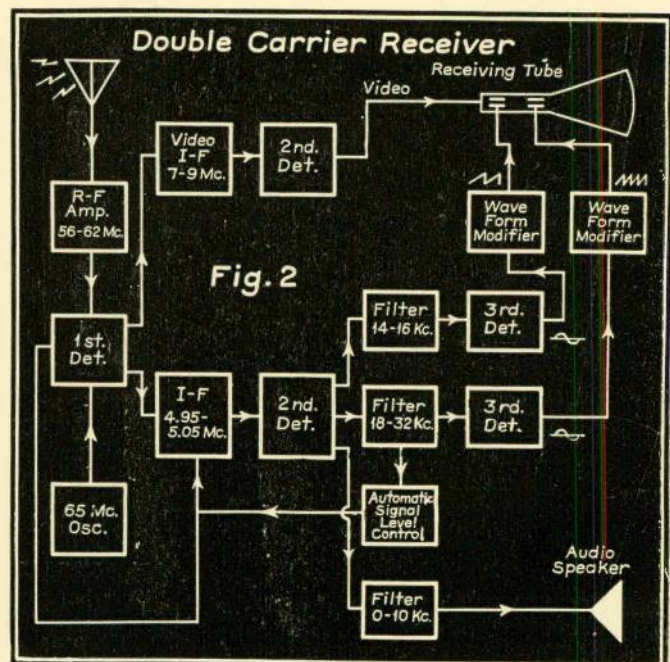 Double Carrier Receiver
Receiving Tube
Video
Video
I-F
7-9 Mc.
2nd.
Det.
R-F
Amp.
56-62 Mc.
Wave
Form
Modifier
Wave
Form
Modifier
Fig. 2
1st.
Det.
Filter
14-16 Kc.
3rd.
Det.
I-F
4.95-
5.05 Mc.
2nd.
Det.
Filter
18-32 Kc.
3rd.
Det.
65 Mc.
Osc.
Automatic
Signal
Level
Control
Audio
Speaker
Filter
0-10 Kc.